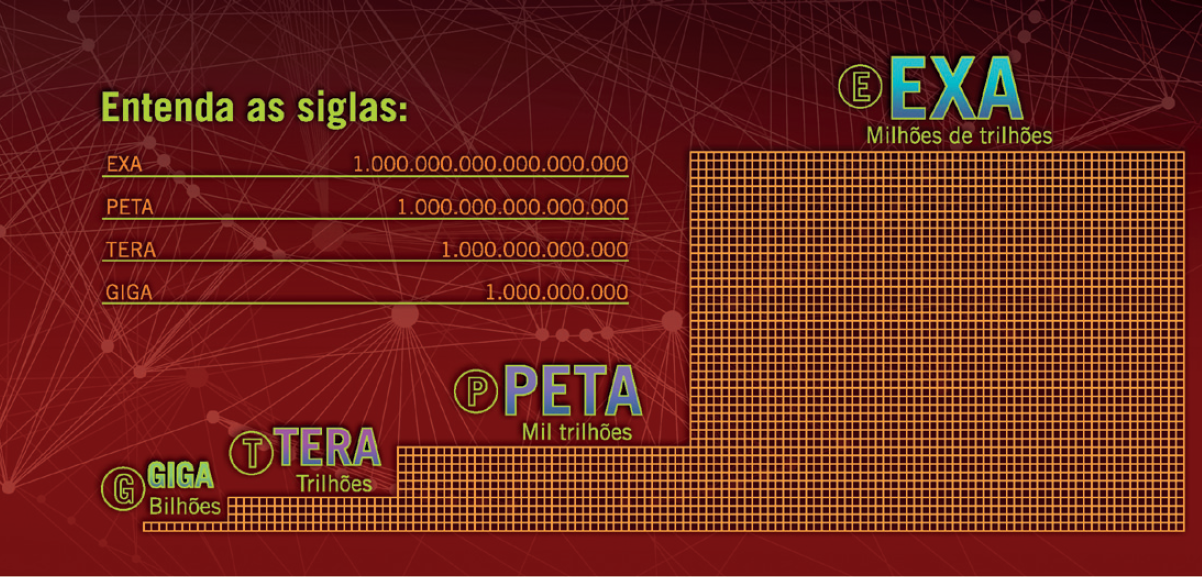 Entenda as siglas:
EXA 1.000.000.000.000.000.000
PETA 1.000.000.000.000.000
TERA 1.000.000.000.000
GIGA 1.000.000.000
G GIGA
Bilhões
T TERA
Trilhões
P PETA
Mil trilhões
E EXA
Milhões de trilhões